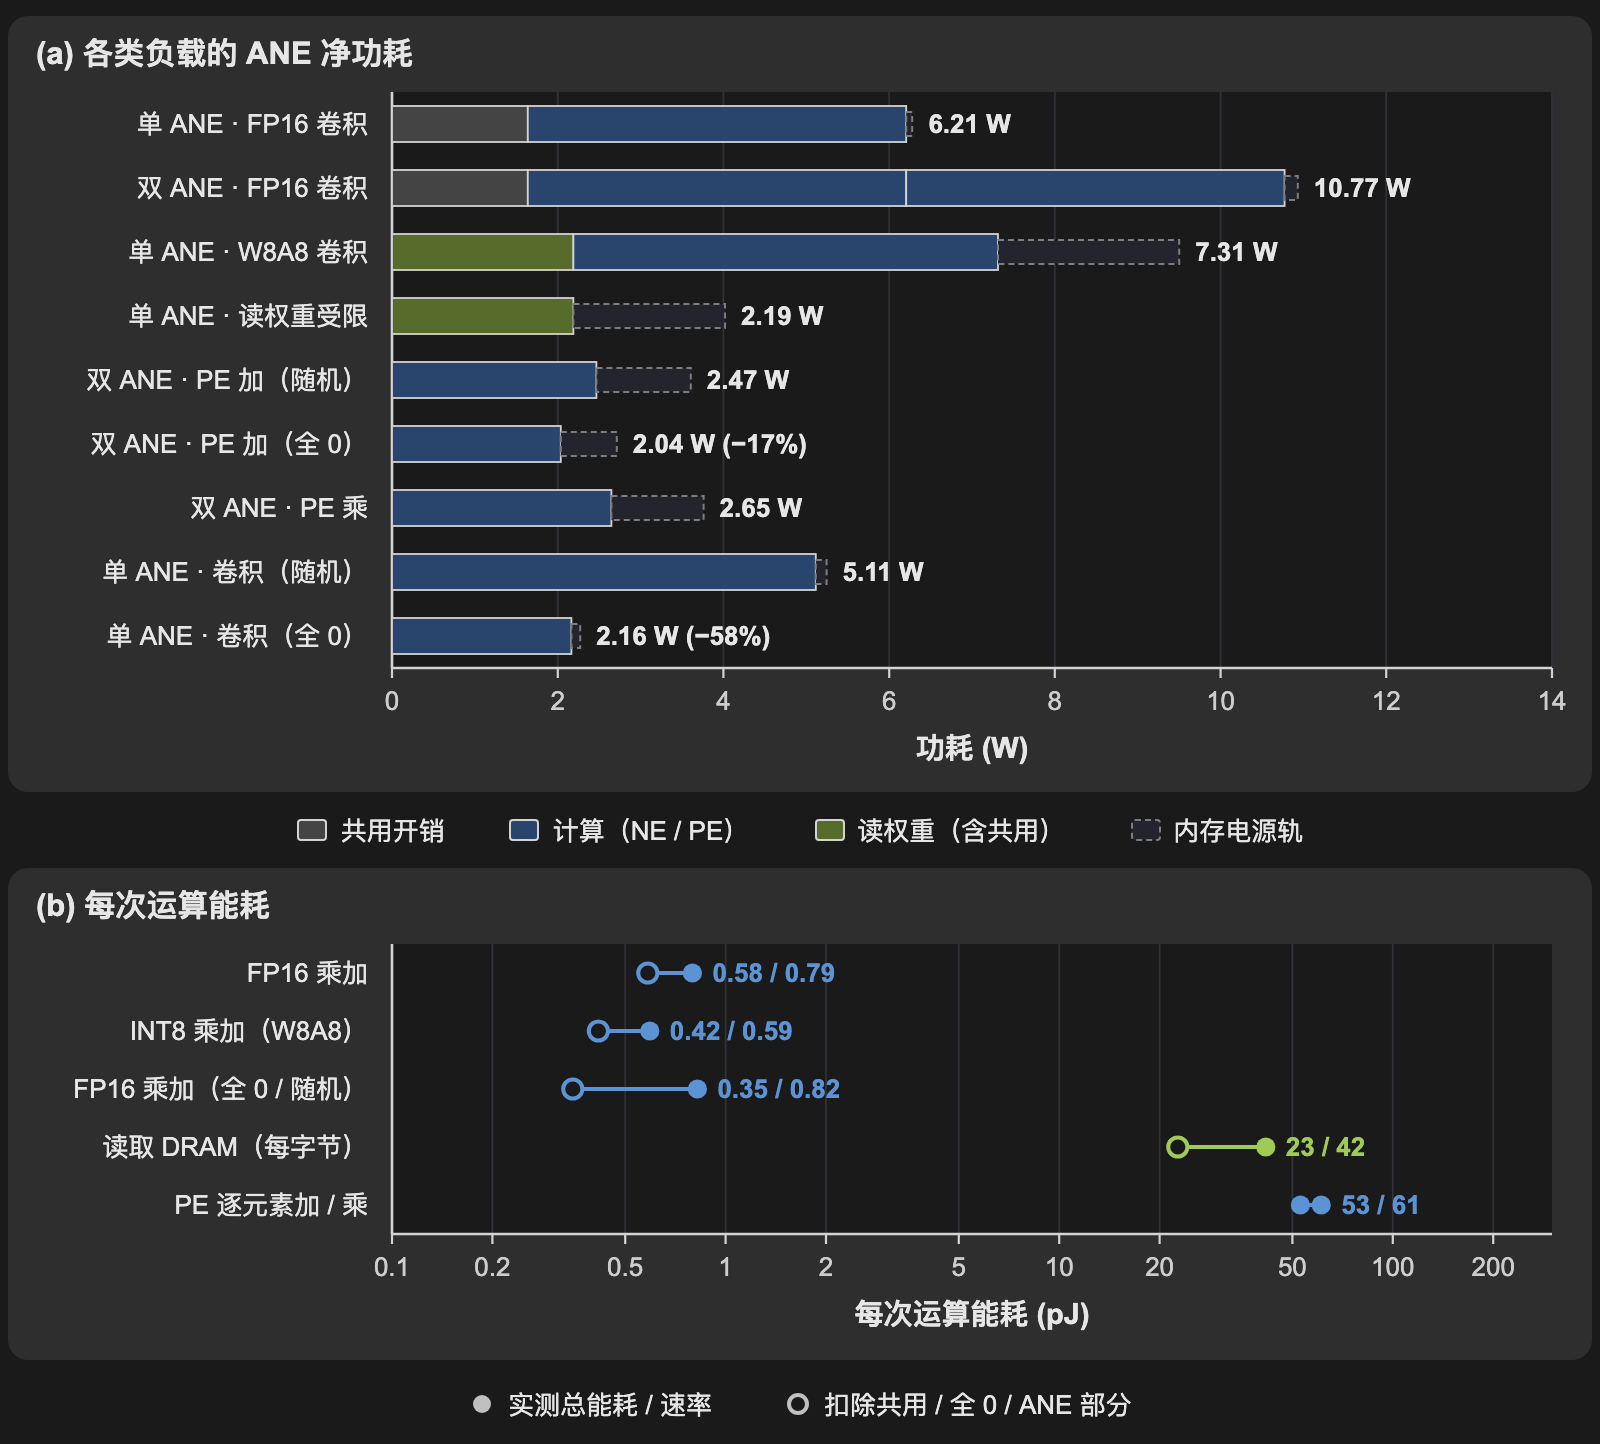 (a) 各类负载的 ANE 净功耗
单 ANE · FP16 卷积
6.21 W
双 ANE · FP16 卷积
10.77 W
单 ANE · W8A8 卷积
7.31 W
单 ANE · 读权重受限
2.19 W
双 ANE · PE 加（随机）
2.47 W
双 ANE · PE 加（全 0）
2.04 W (−17%)
双 ANE · PE 乘
2.65 W
单 ANE · 卷积（随机）
5.11 W
单 ANE · 卷积（全 0）
2.16 W (−58%)
0 2 4 6 8 10 12 14
功耗 (W)
共用开销 计算（NE / PE） 读权重（含共用） 内存电源轨
(b) 每次运算能耗
FP16 乘加
0.58 / 0.79
INT8 乘加（W8A8）
0.42 / 0.59
FP16 乘加（全 0 / 随机）
0.35 / 0.82
读取 DRAM（每字节）
23 / 42
PE 逐元素加 / 乘
53 / 61
0.1 0.2 0.5 1 2 5 10 20 50 100 200
每次运算能耗 (pJ)
实测总能耗 / 速率 扣除共用 / 全 0 / ANE 部分